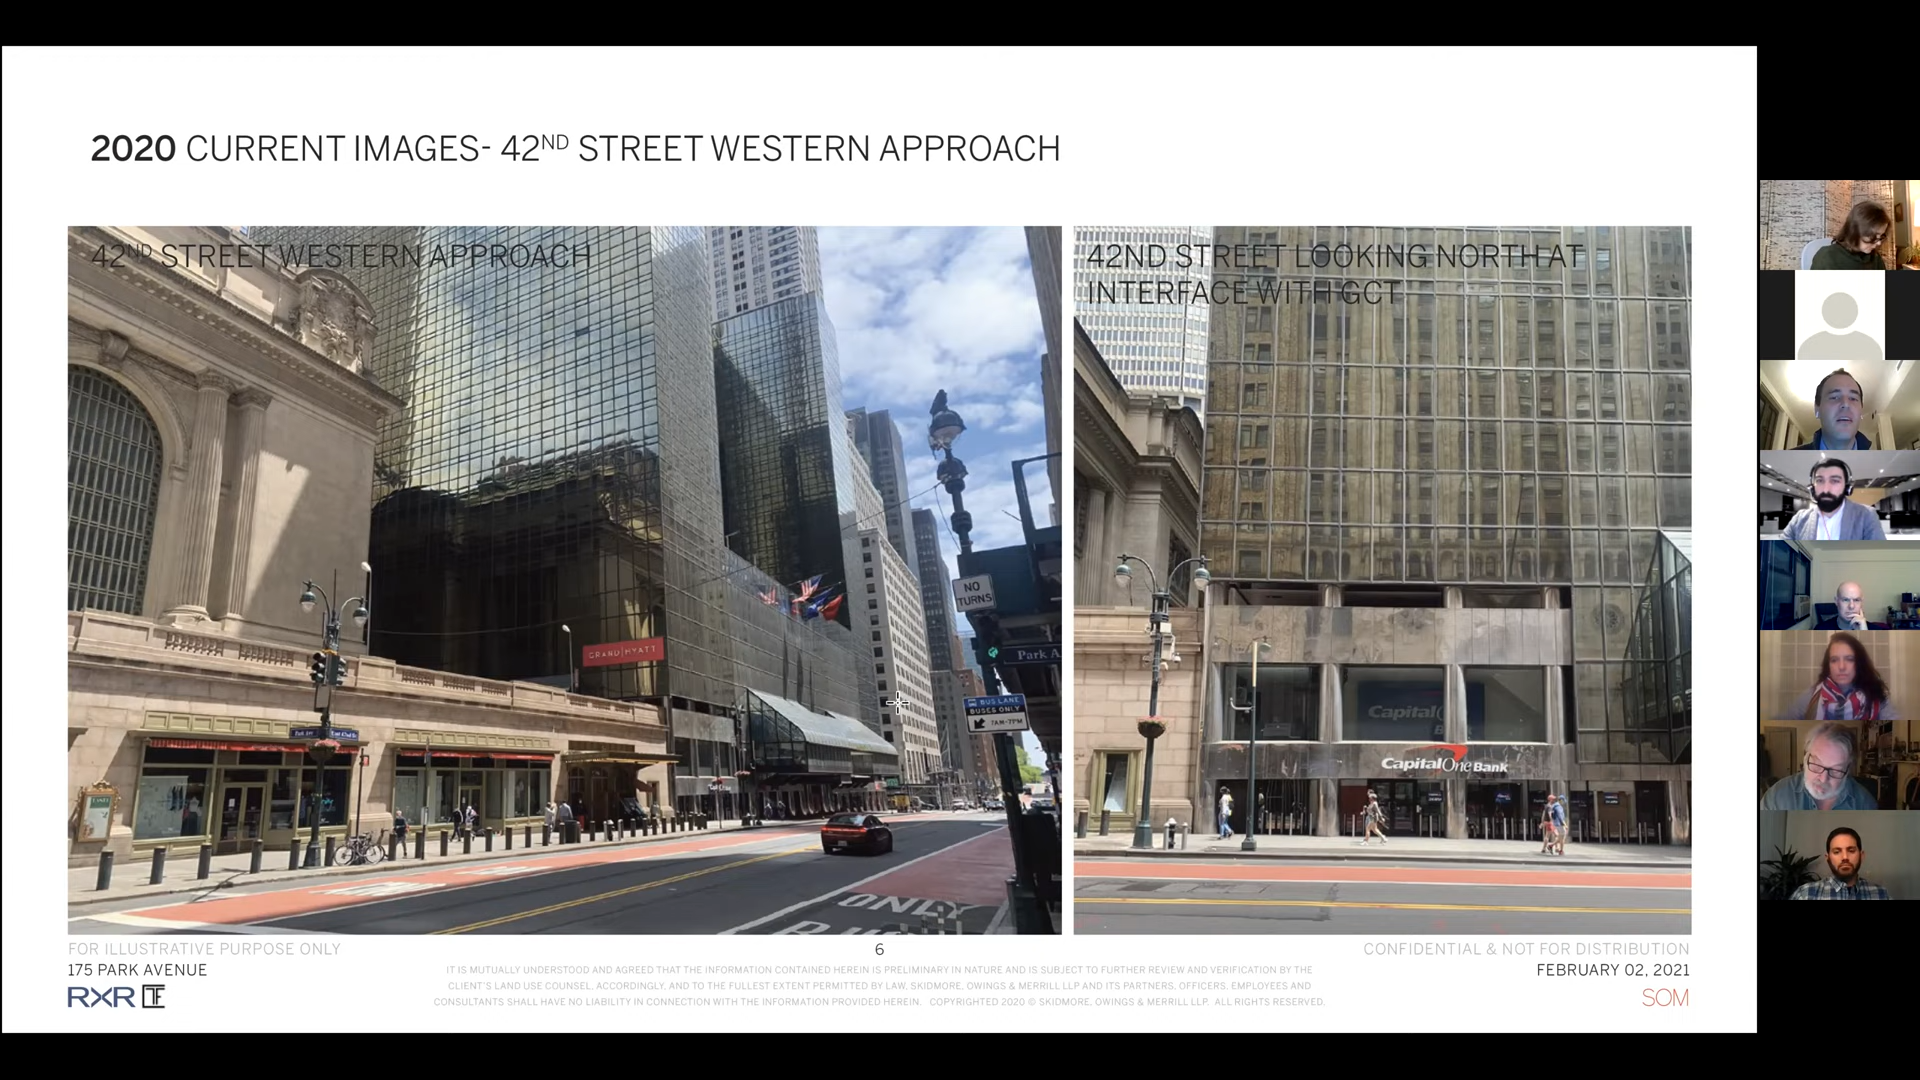 2020 CURRENT IMAGES- 42ND STREET WESTERN APPROACH
42ND STREET WESTERN APPROACH
GRAND HYATT
NO
TURNS
Park A
BUS LANE
BUSES ONLY
7AM-7PM
ONLY
42ND STREET LOOKING NORTH AT
INTERFACE WITH GCT
Capital
Bank
CapitalOne Bank
FOR ILLUSTRATIVE PURPOSE ONLY
6
CONFIDENTIAL & NOT FOR DISTRIBUTION
175 PARK AVENUE
FEBRUARY 02, 2021
IT IS MUTUALLY UNDERSTOOD AND AGREED THAT THE INFORMATION CONTAINED HEREIN IS PRELIMINARY IN NATURE AND IS SUBJECT TO FURTHER REVIEW AND VERIFICATION BY THE
CLIENT'S LAND USE COUNSEL, ACCORDINGLY, AND TO THE FULLEST EXTENT PERMITTED BY LAW, SKIDMORE, OWINGS & MERRILL LLP AND ITS PARTNERS, OFFICERS, EMPLOYEES AND
CONSULTANTS SHALL HAVE NO LIABILITY IN CONNECTION WITH THE INFORMATION PROVIDED HEREIN. COPYRIGHTED 2020 © SKIDMORE, OWINGS & MERRILL LLP. ALL RIGHTS RESERVED.
RXR TF
SOM